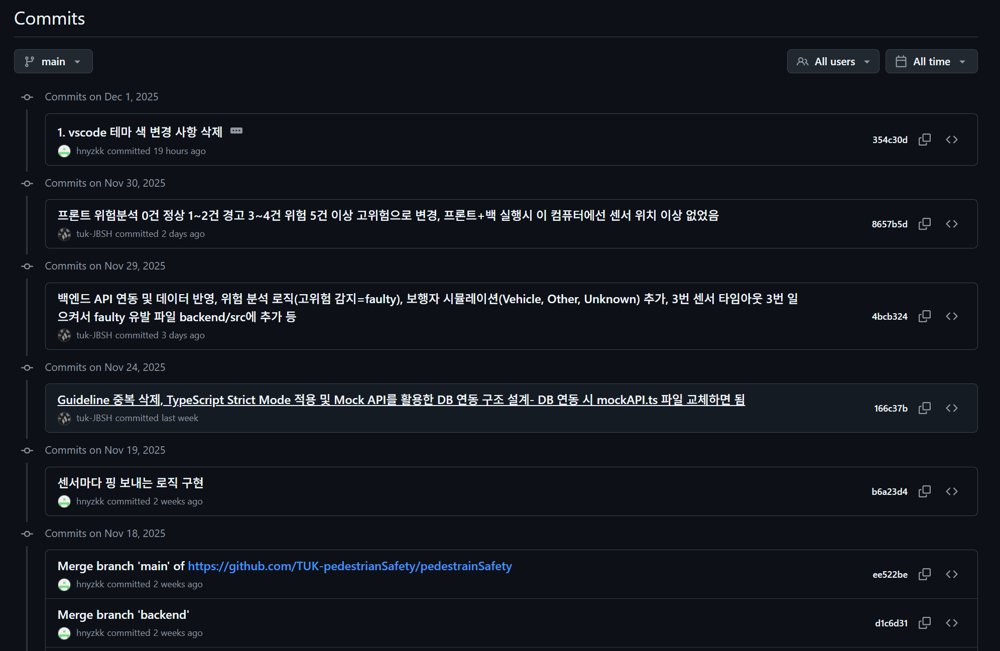 Commits
main
All users
All time
Commits on Dec 1, 2025
1. vscode 테마 색 변경 사항 삭제
hnyzkk committed 19 hours ago
354c30d
Commits on Nov 30, 2025
프론트 위험분석 0건 정상 1~2건 경고 3~4건 위험 5건 이상 고위험으로 변경, 프론트+백 실행시 이 컴퓨터에선 센서 위치 이상 없었음
tuk-JBSH committed 2 days ago
8657b5d
Commits on Nov 29, 2025
백엔드 API 연동 및 데이터 반영, 위험 분석 로직(고위험 감지=faulty), 보행자 시뮬레이션(Vehicle, Other, Unknown) 추가, 3번 센서 타임아웃 3번 일
으켜서 faulty 유발 파일 backend/src에 추가 등
tuk-JBSH committed 3 days ago
4bcb324
Commits on Nov 24, 2025
Guideline 중복 삭제, TypeScript Strict Mode 적용 및 Mock API를 활용한 DB 연동 구조 설계- DB 연동 시 mockAPI.ts 파일 교체하면 됨
tuk-JBSH committed last week
166c37b
Commits on Nov 19, 2025
센서마다 핑 보내는 로직 구현
hnyzkk committed 2 weeks ago
b6a23d4
Commits on Nov 18, 2025
Merge branch 'main' of https://github.com/TUK-pedestrianSafety/pedestrainSafety
hnyzkk committed 2 weeks ago
ee522be
Merge branch 'backend'
hnyzkk committed 2 weeks ago
d1c6d31